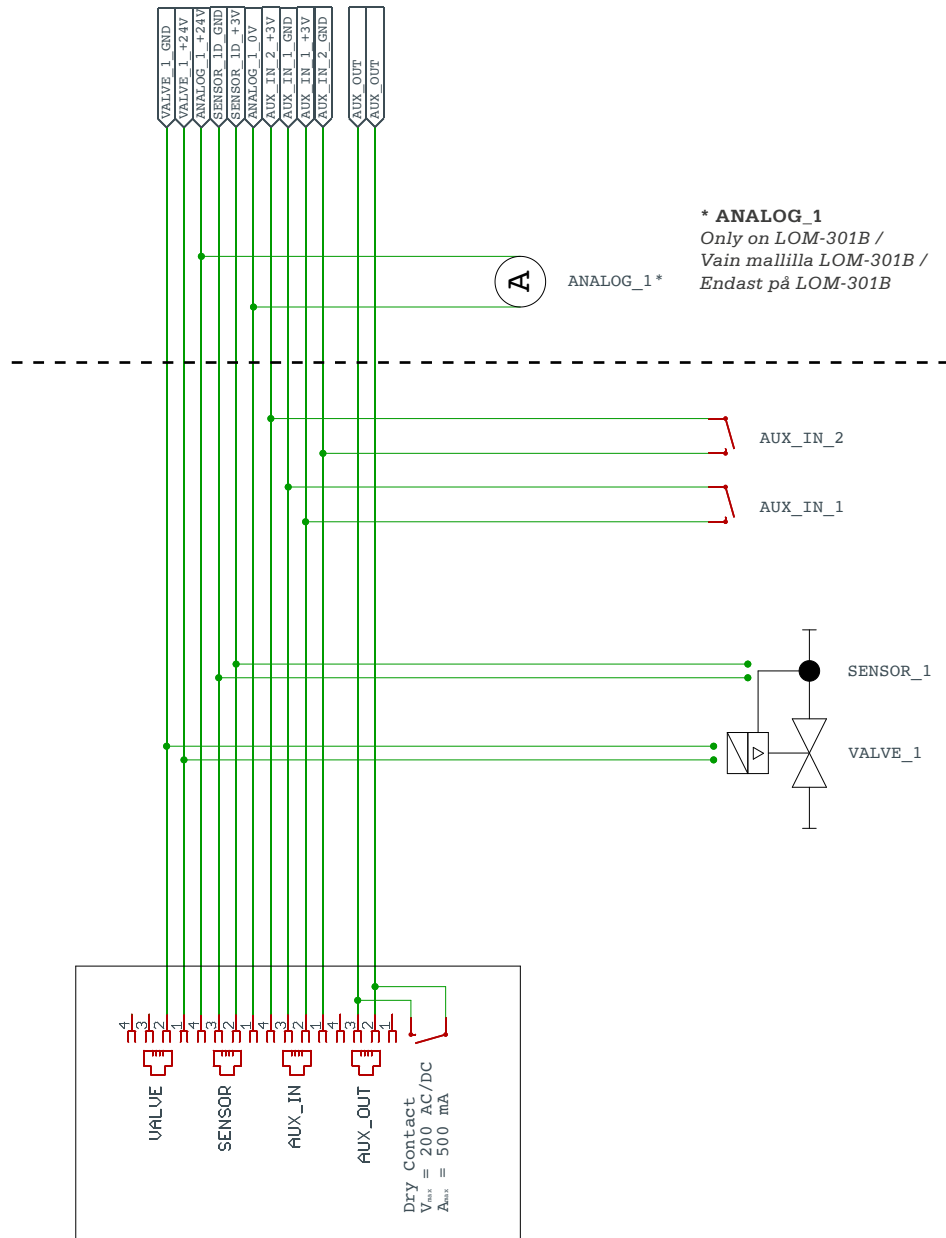 VALVE_1_GND
VALVE_1_+24V
ANALOG_1_+24V
SENSOR_1D_GND
SENSOR_1D_+3V
ANALOG_1_0V
AUX_IN_2_+3V
AUX_IN_1_GND
AUX_IN_1_+3V
AUX_IN_2_GND
AUX_OUT
AUX_OUT
* ANALOG_1
Only on LOM-301B /
Vain mallilla LOM-301B /
Endast på LOM-301B
A
ANALOG_1*
AUX_IN_2
AUX_IN_1
SENSOR_1
VALVE_1
4 3 2 1 4 3 2 1 4 3 2 1 4 3 2 1
VALVE
SENSOR
AUX_IN
AUX_OUT
Dry Contact
Vmax = 200 AC/DC
Amax = 500 mA